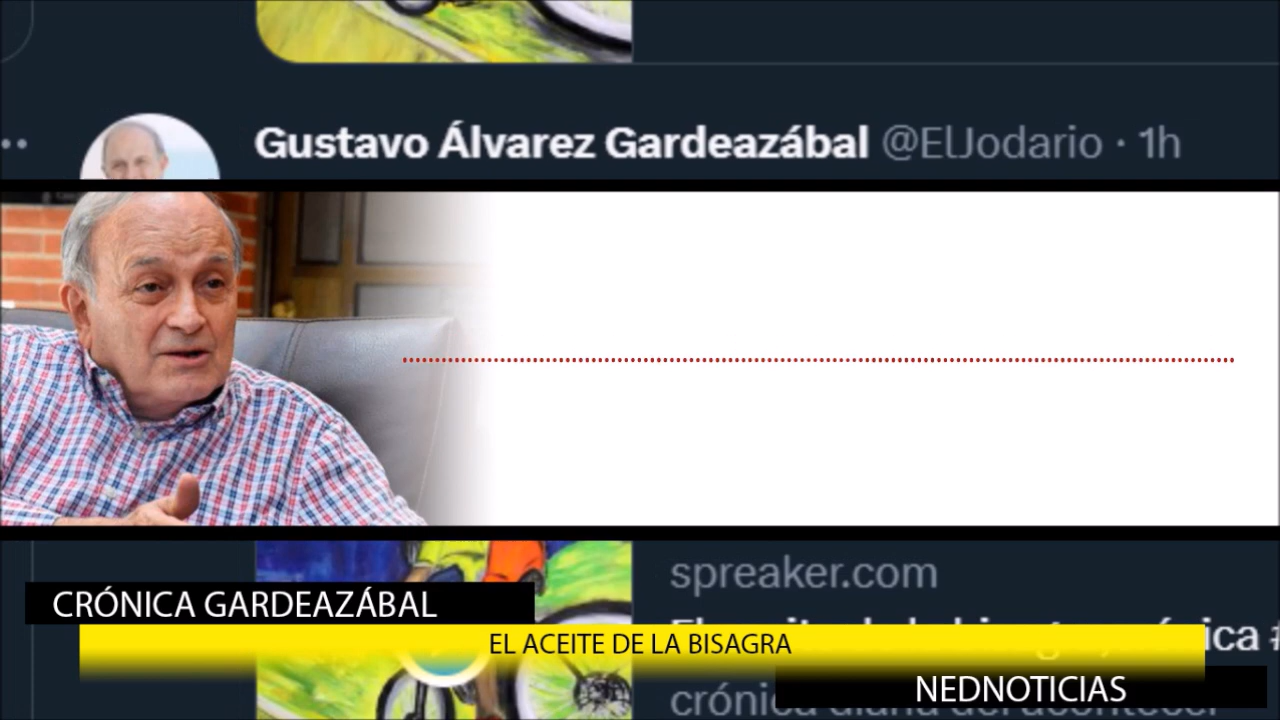 Gustavo Álvarez Gardeazábal @ElJodario · 1h
spreaker.com
CRÓNICA GARDEAZÁBAL
EL ACEITE DE LA BISAGRA
NEDNOTICIAS